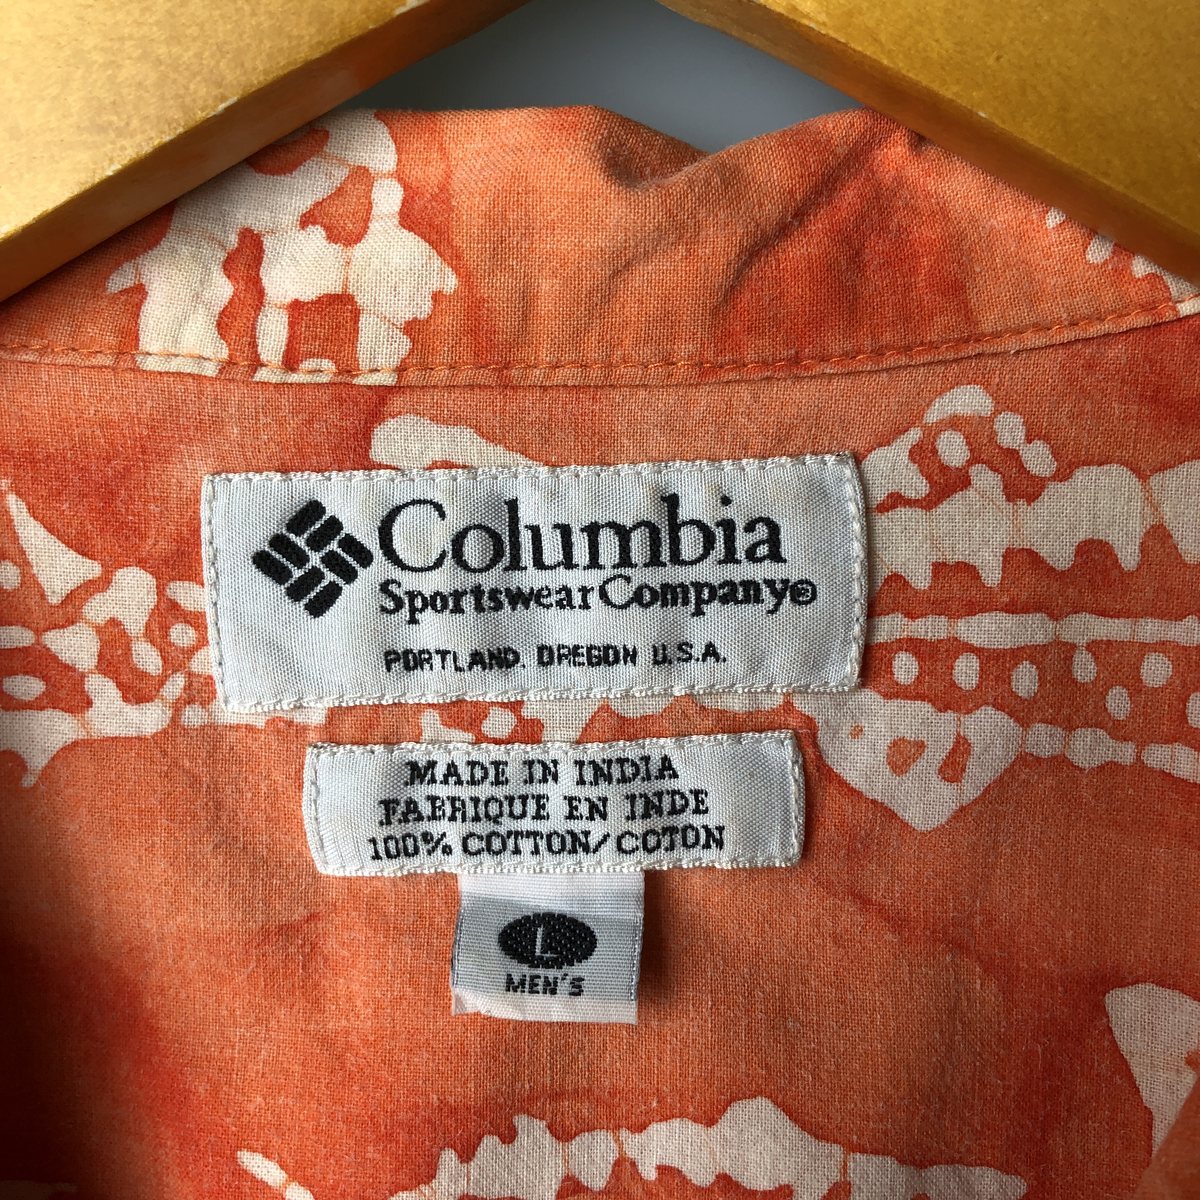 Columbia
Sportswear Company®
PORTLAND. OREGON U.S.A.
MADE IN INDIA
FABRIQUE EN INDE
100% COTTON/COTON
L
MEN'S